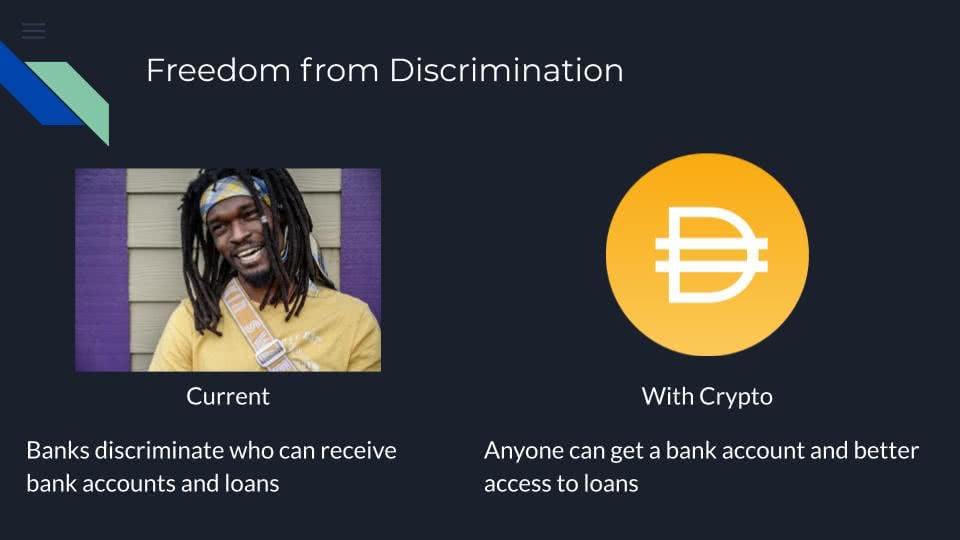 Freedom from Discrimination
Current
Banks discriminate who can receive
bank accounts and loans
With Crypto
Anyone can get a bank account and better
access to loans